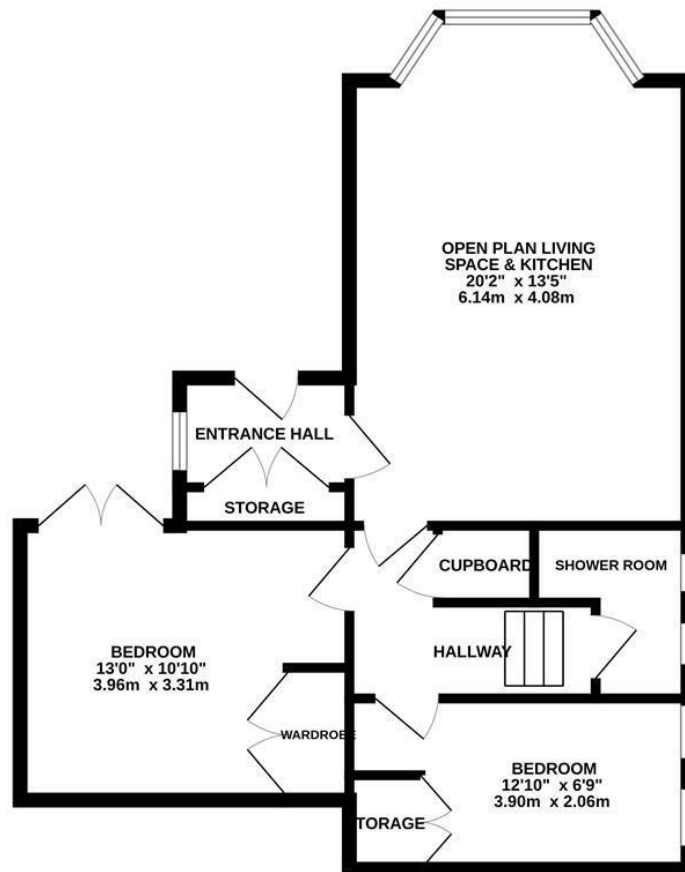 OPEN PLAN LIVING
SPACE & KITCHEN
20'2" x 13'5"
6.14m x 4.08m
ENTRANCE HALL
STORAGE
CUPBOARD
SHOWER ROOM
BEDROOM
13'0" x 10'10"
3.96m x 3.31m
HALLWAY
WARDROBE
BEDROOM
12'10" x 6'9"
3.90m x 2.06m
TORAGE